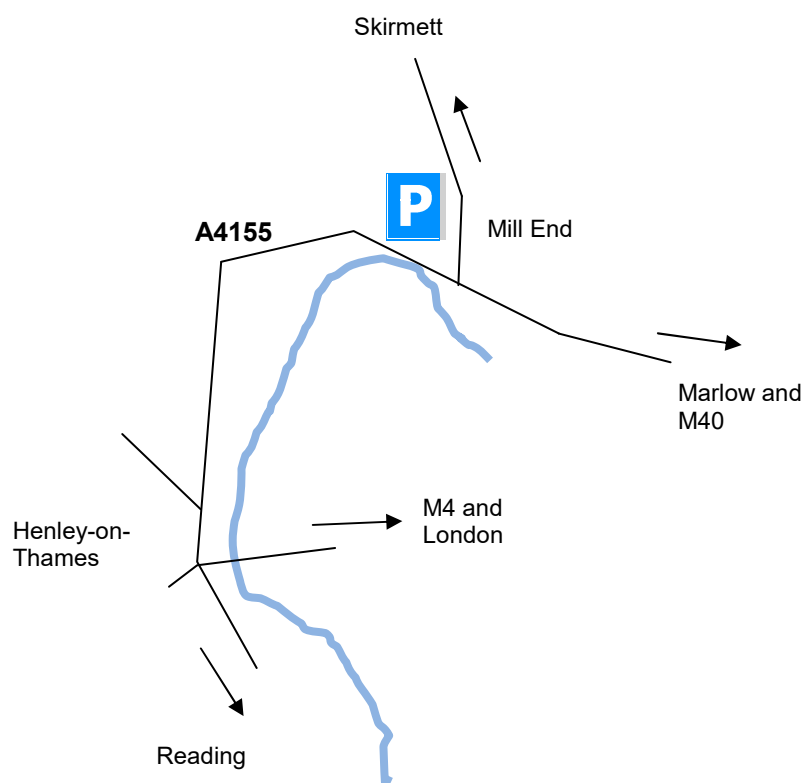 Skirmett
P
A4155
Mill End
Marlow and
M40
M4 and
London
Henley-on-
Thames
Reading